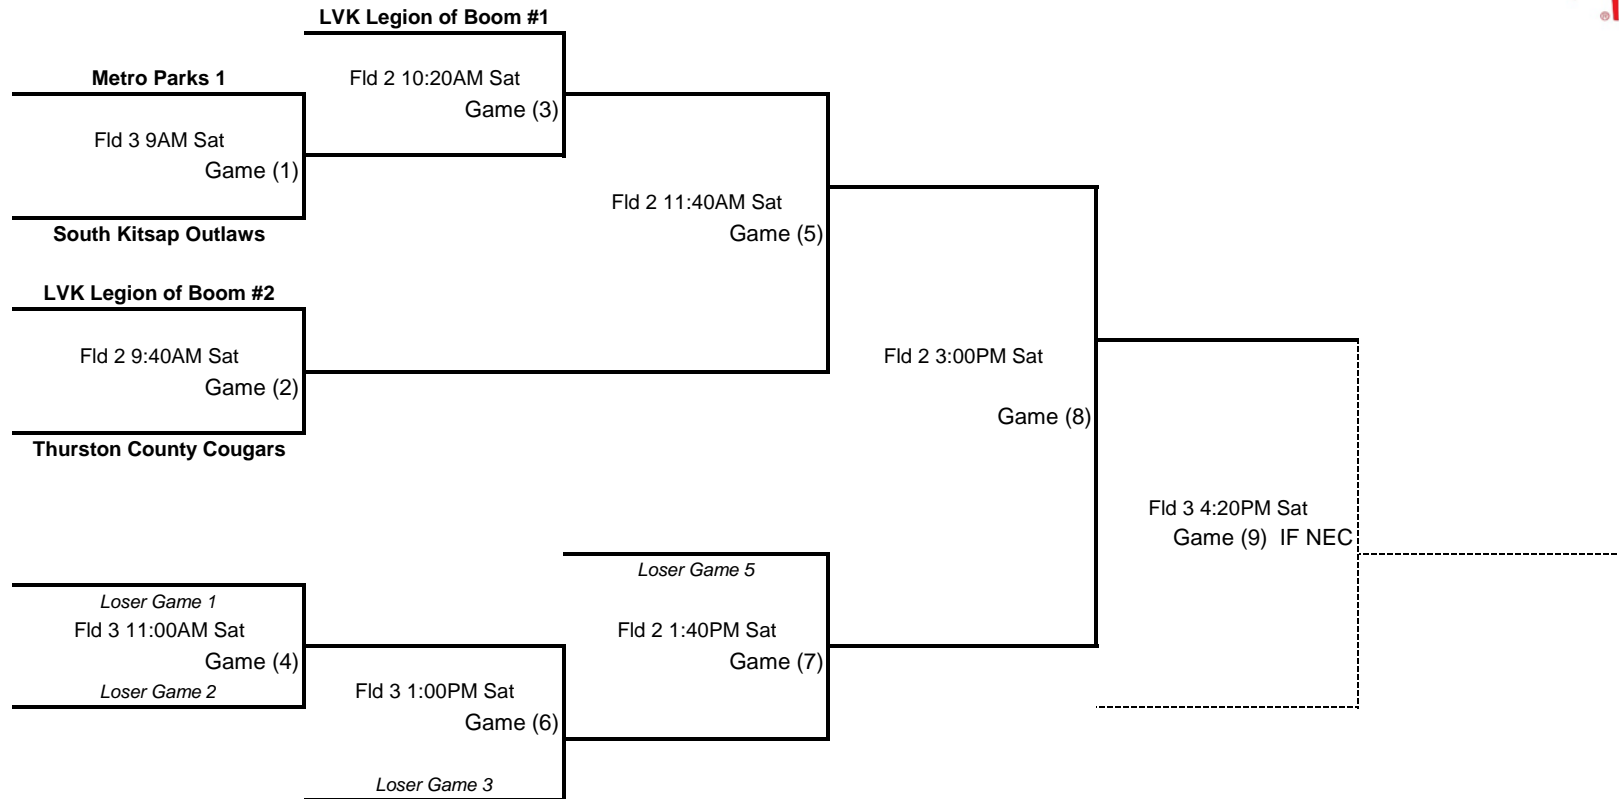 LVK Legion of Boom #1
Metro Parks 1
Fld 2 10:20AM Sat
Game (3)
Fld 3 9AM Sat
Game (1)
South Kitsap Outlaws
Fld 2 11:40AM Sat
Game (5)
LVK Legion of Boom #2
Fld 2 9:40AM Sat
Game (2)
Thurston County Cougars
Fld 2 3:00PM Sat
Game (8)
Fld 3 4:20PM Sat
Game (9) IF NEC
Loser Game 5
Loser Game 1
Fld 3 11:00AM Sat
Game (4)
Loser Game 2
Fld 2 1:40PM Sat
Game (7)
Fld 3 1:00PM Sat
Game (6)
Loser Game 3
®